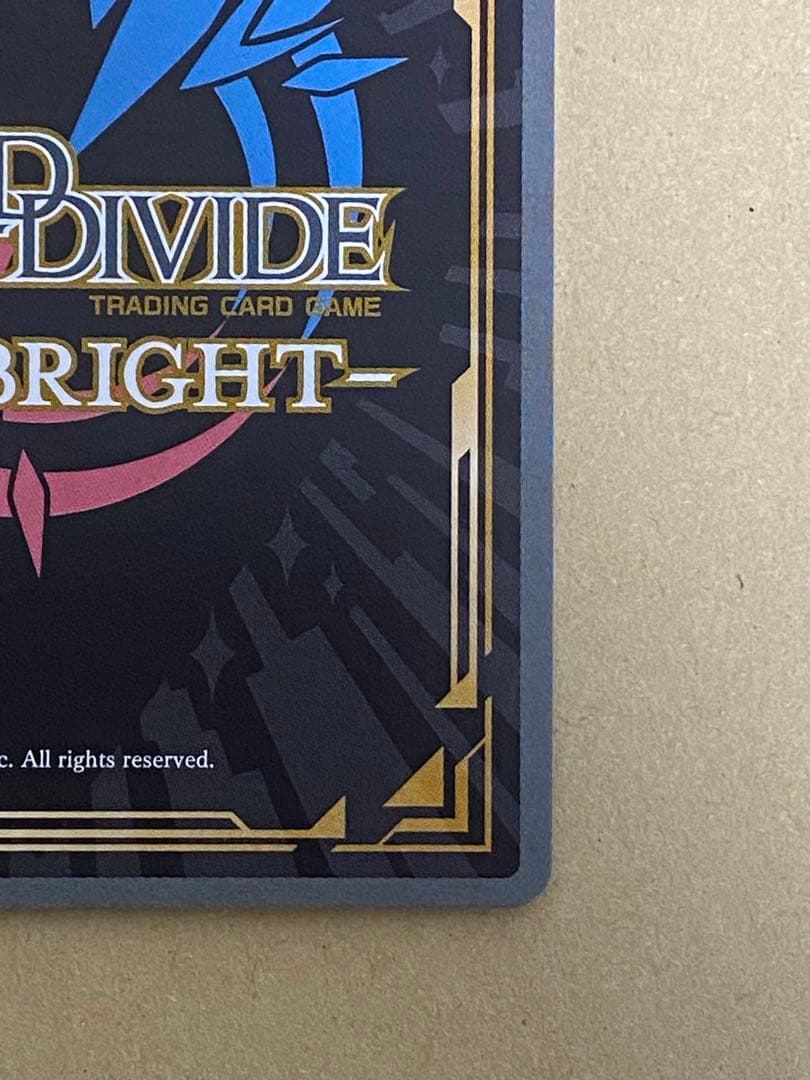 DIVIDE
TRADING CARD GAME
BRIGHT-
c. All rights reserved.